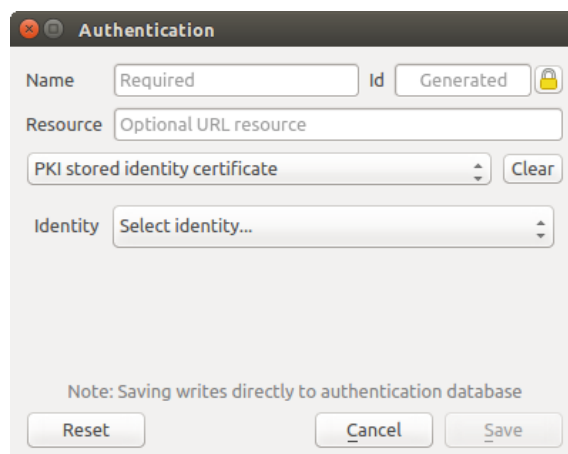 Authentication
Name Required Id Generated
Resource Optional URL resource
PKI stored identity certificate Clear
Identity Select identity...
Note: Saving writes directly to authentication database
Reset Cancel Save